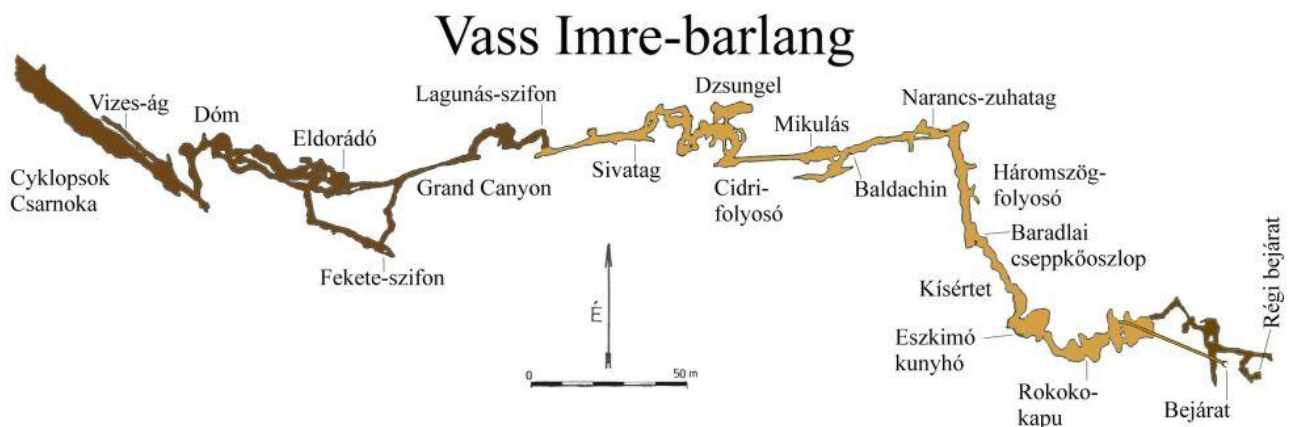 Vass Imre-barlang
Vizes-ág
Dóm
Eldorádó
Lagunás-szifon
Dzsungel
Mikulás
Narancs-zuhatag
Cyklopsok
Csarnoka
Grand Canyon
Sivatag
Cidri-
folyosó
Baldachin
Háromszög-
folyosó
Baradlai
cseppkőoszlop
Fekete-szifon
Kísértet
Eszkimó
kunyhó
Rokoko-
kapu
Bejárat
Régi bejárat
É
0
50 m